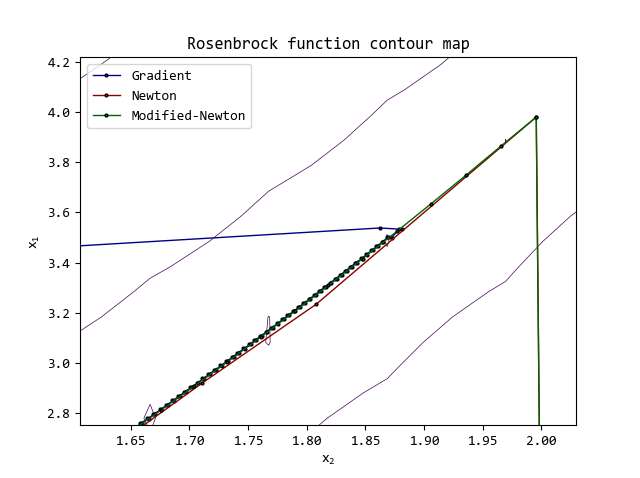 Rosenbrock function contour map
4.2
4.0
3.8
3.6
3.4
3.2
3.0
2.8
x₁
Gradient
Newton
Modified-Newton
1.65 1.70 1.75 1.80 1.85 1.90 1.95 2.00
x₂